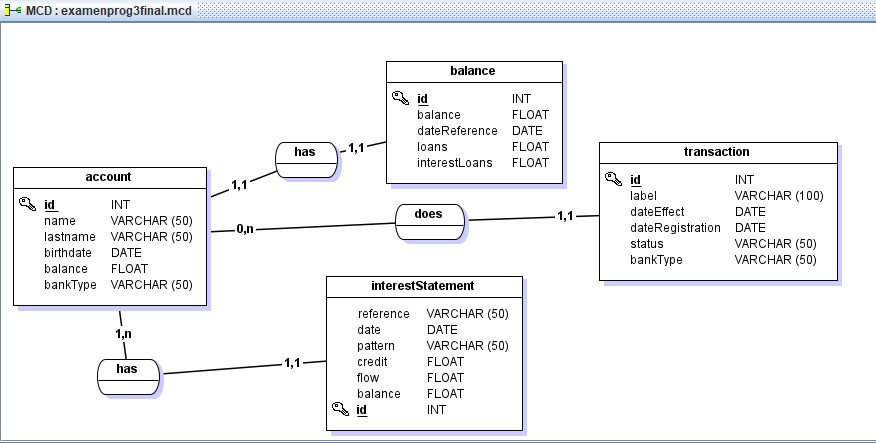 MCD : examenprog3final.mcd
balance
id INT
balance FLOAT
dateReference DATE
loans FLOAT
interestLoans FLOAT
has
1,1
1,1
transaction
id INT
label VARCHAR (100)
dateEffect DATE
dateRegistration DATE
status VARCHAR (50)
bankType VARCHAR (50)
account
id INT
name VARCHAR (50)
lastname VARCHAR (50)
birthdate DATE
balance FLOAT
bankType VARCHAR (50)
does
0,n
1,1
interestStatement
reference VARCHAR (50)
date DATE
pattern VARCHAR (50)
credit FLOAT
flow FLOAT
balance FLOAT
id INT
1,n
has
1,1